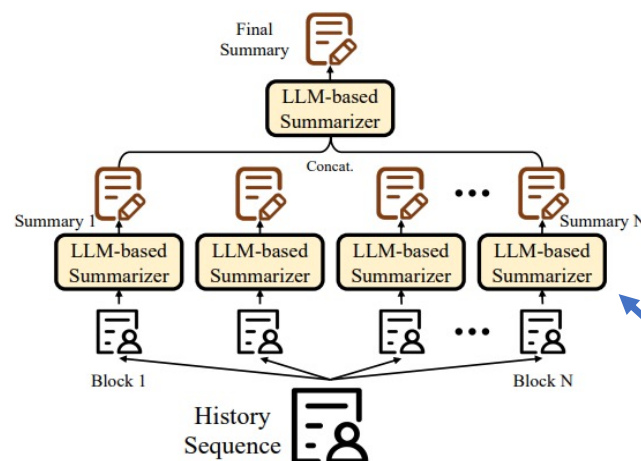 Final
Summary
LLM-based
Summarizer
Concat.
Summary 1
Summary N
LLM-based
Summarizer
LLM-based
Summarizer
LLM-based
Summarizer
LLM-based
Summarizer
Block 1
Block N
History
Sequence